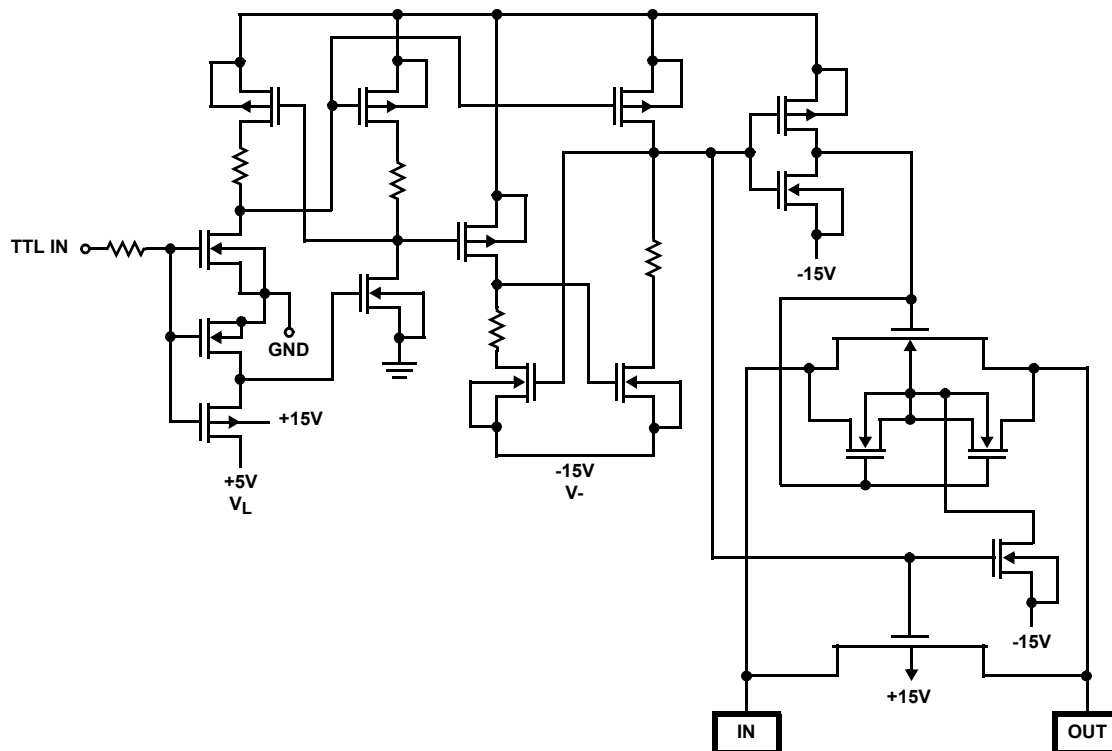 TTL IN
GND
+15V
+5V
VL
-15V
V-
-15V
-15V
+15V
IN
OUT